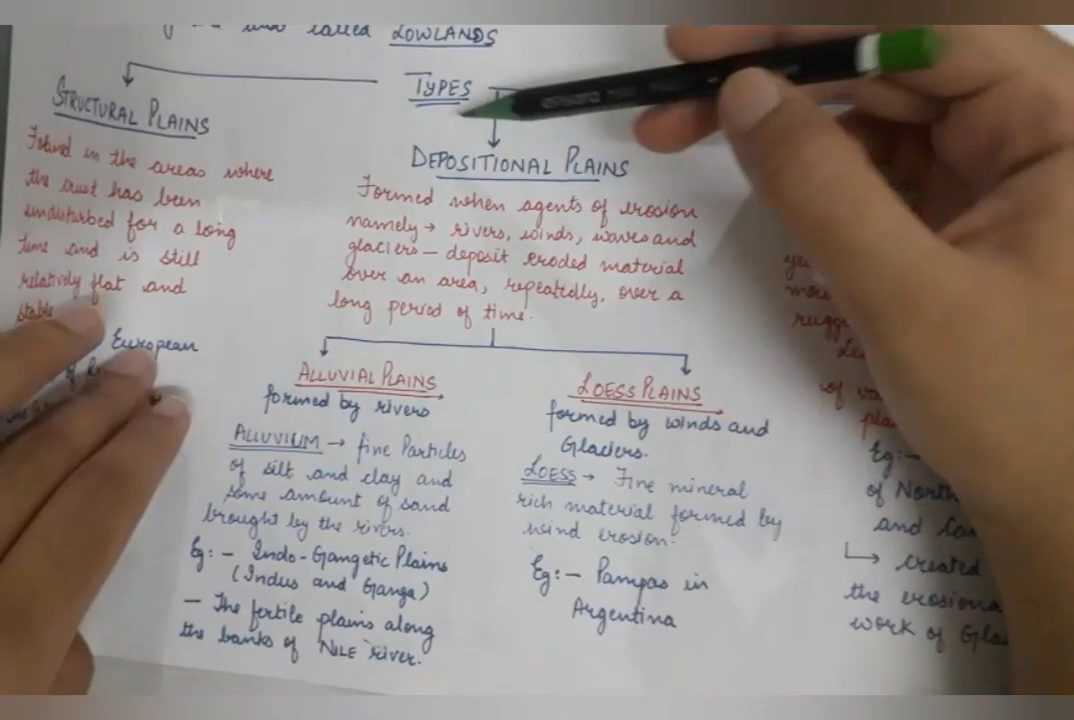 also called LOWLANDS
TYPES
STRUCTURAL PLAINS
Found in the areas where
the crust has been
undisturbed for a long
time and is still
relatively flat and
stable
European
of
DEPOSITIONAL PLAINS
Formed when agents of erosion
namely → rivers, winds, waves and
glaciers — deposit eroded material
over an area, repeatedly, over a
long period of time.
ALLUVIAL PLAINS
formed by rivers
ALLUVIUM → fine Particles
of silt and clay and
some amount of sand
brought by the rivers.
Eg:- Indo-Gangetic Plains
(Indus and Ganga)
— The fertile plains along
the banks of NILE river.
LOESS PLAINS
formed by winds and
Glaciers.
LOESS → Fine mineral
rich material formed by
wind erosion.
Eg:- Pampas in
Argentina
of
Eg:-
of North
and
↳ created
the erosiona
work of Gla